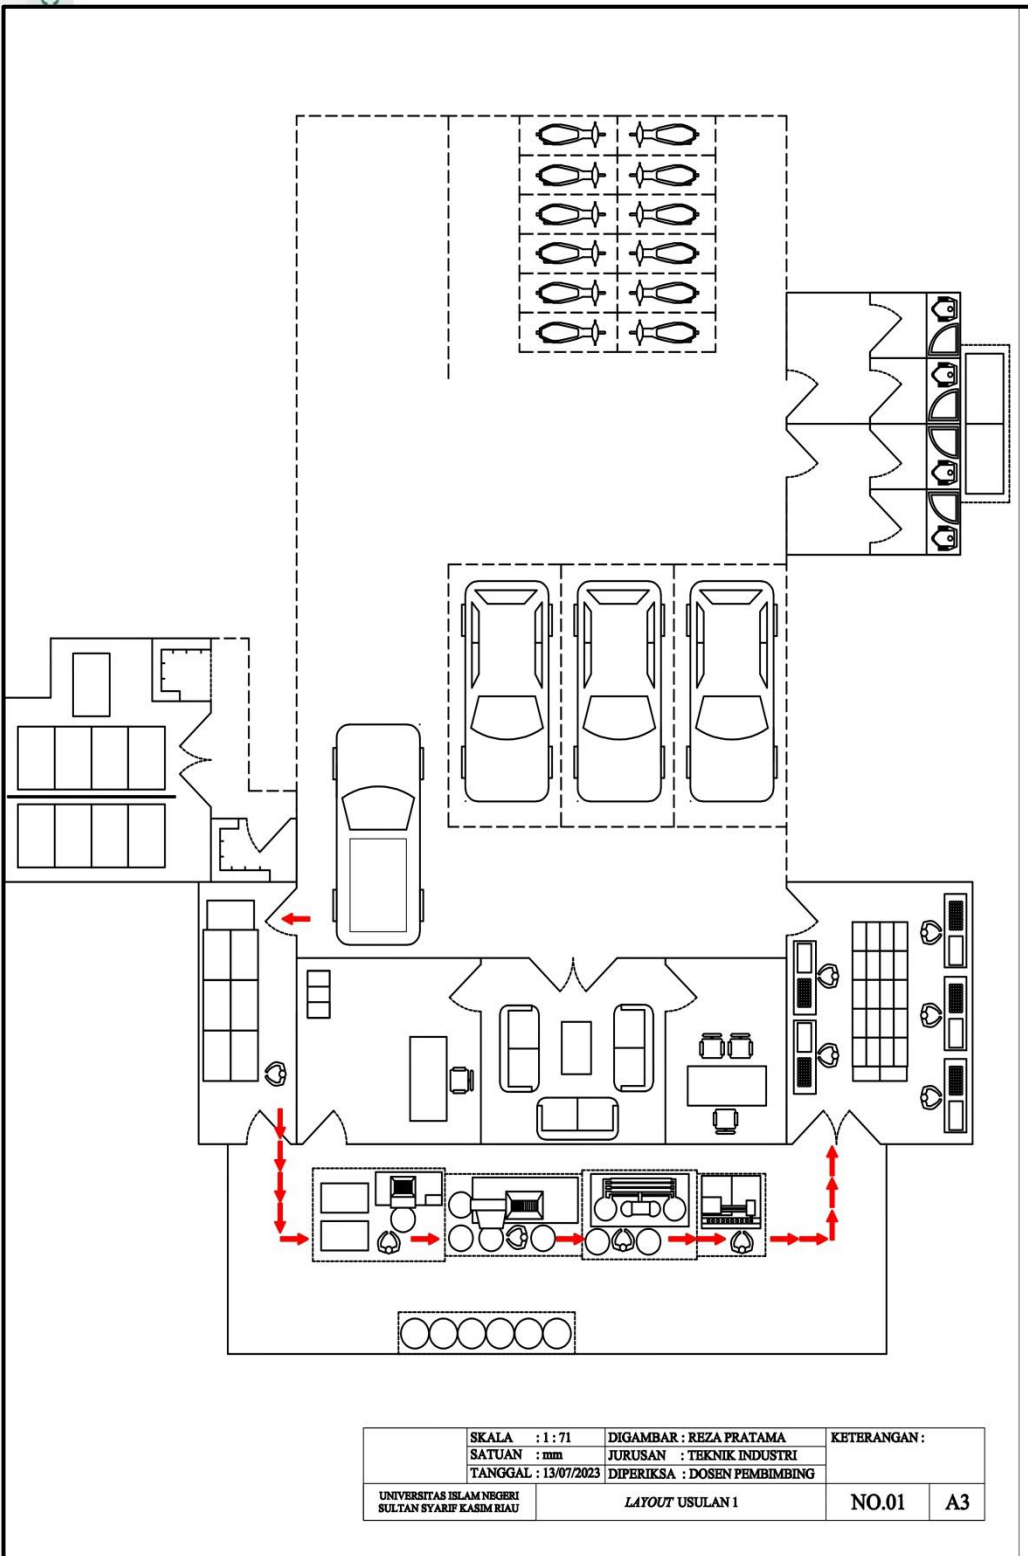 SKALA : 1 : 71
DIGAMBAR : REZA PRATAMA
KETERANGAN :
SATUAN : mm
JURUSAN : TEKNIK INDUSTRI
TANGGAL : 13/07/2023
DIPERIKSA : DOSEN PEMBIMBING
UNIVERSITAS ISLAM NEGERI
SULTAN SYARIF KASIM RIAU
LAYOUT USULAN 1
NO.01
A3